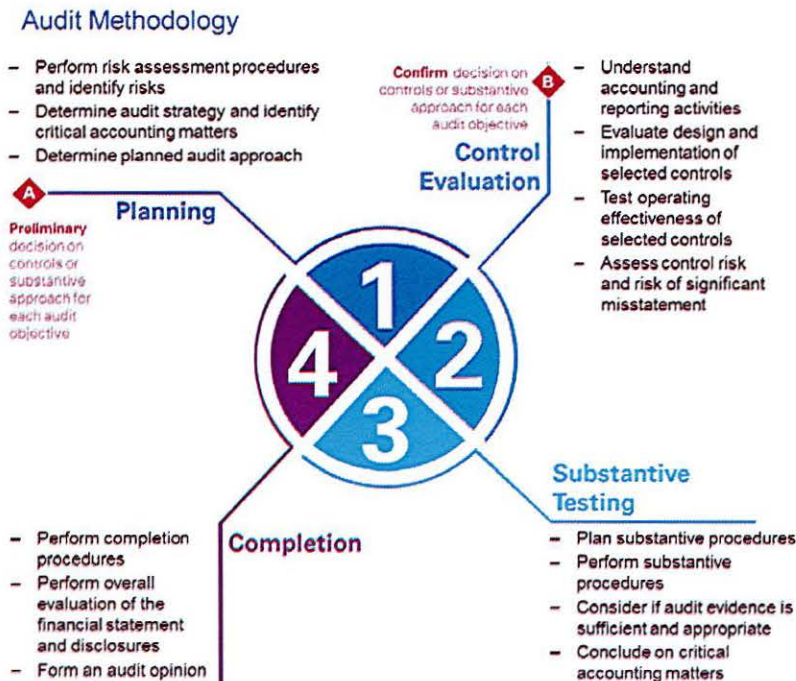 Audit Methodology
– Perform risk assessment procedures
and identify risks
– Determine audit strategy and identify
critical accounting matters
– Determine planned audit approach
A
Preliminary
decision on
controls or
substantive
approach for
each audit
objective
Planning
Confirm decision on
controls or substantive
approach for each
audit objective
B
Control
Evaluation
– Understand
accounting and
reporting activities
– Evaluate design and
implementation of
selected controls
– Test operating
effectiveness of
selected controls
– Assess control risk
and risk of significant
misstatement
1
2
3
4
Substantive
Testing
– Plan substantive procedures
– Perform substantive
procedures
– Consider if audit evidence is
sufficient and appropriate
– Conclude on critical
accounting matters
Completion
– Perform completion
procedures
– Perform overall
evaluation of the
financial statement
and disclosures
– Form an audit opinion